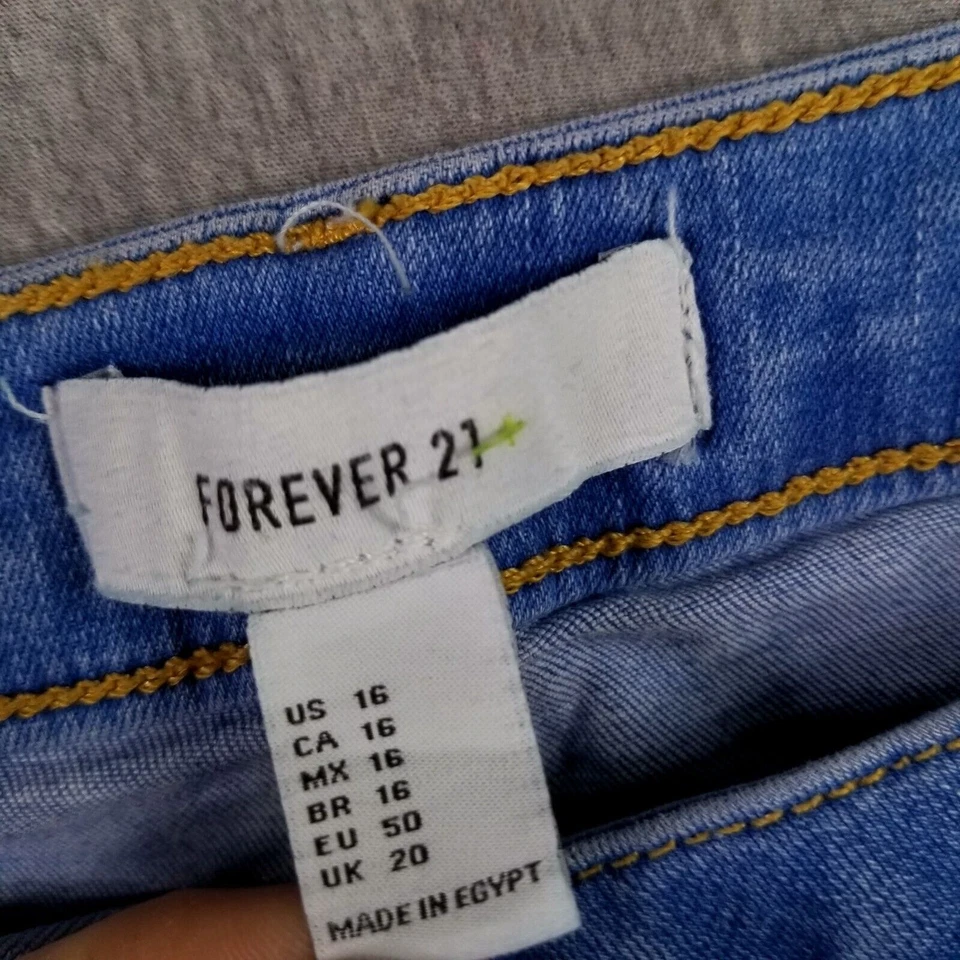 FOREVER 21+
US 16
CA 16
MX 16
BR 16
EU 50
UK 20
MADE IN EGYPT